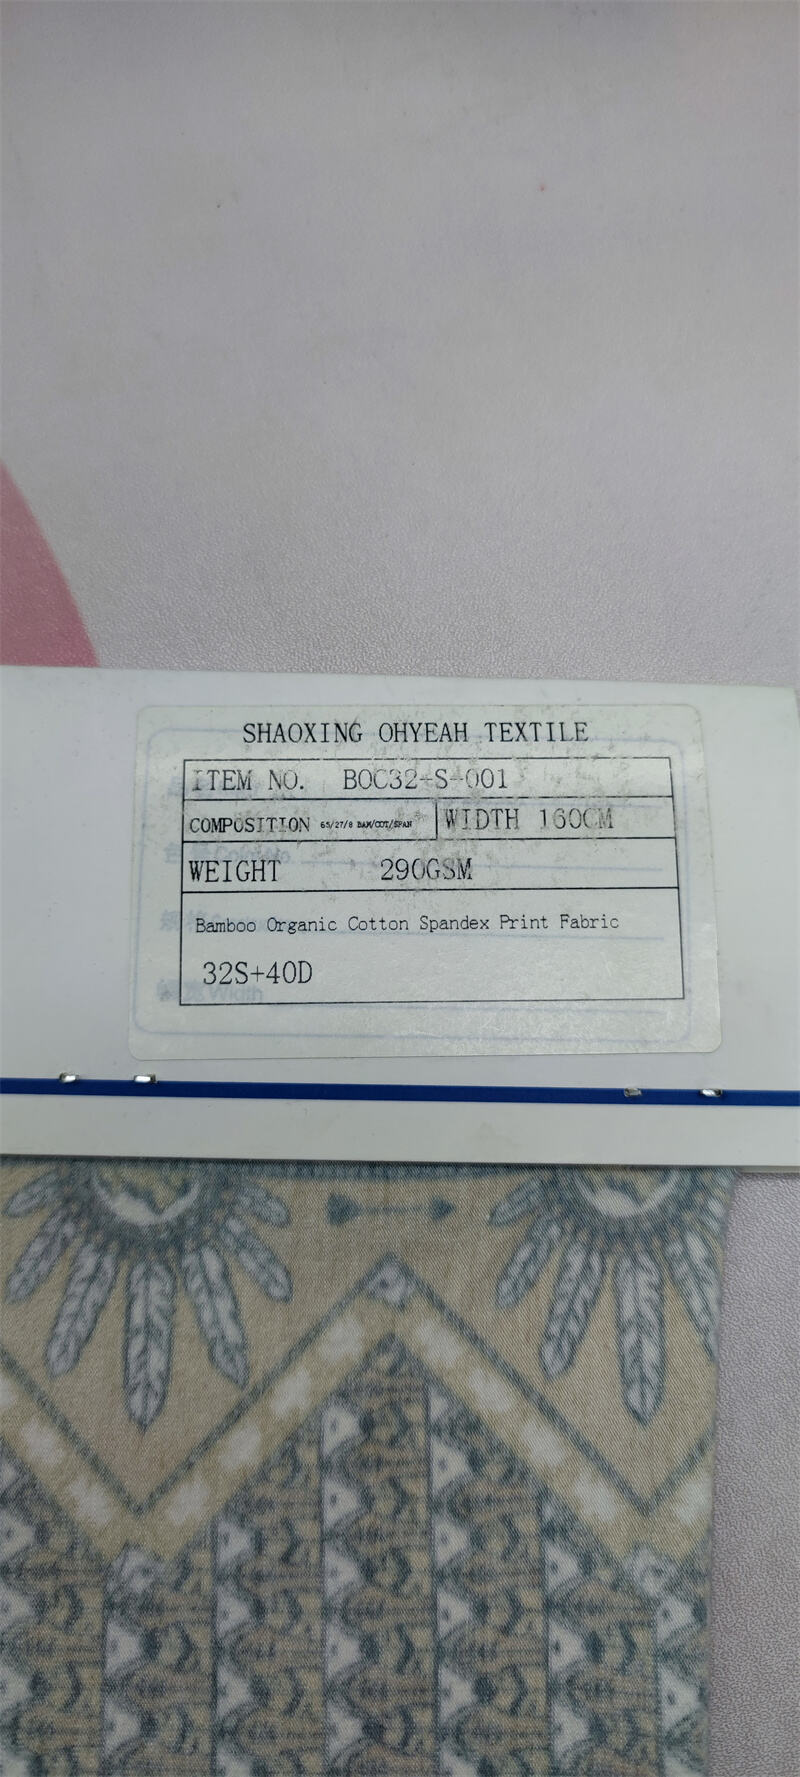 SHAOXING OHYEAH TEXTILE
ITEM NO. BOC32-S-001
COMPOSITION 65/27/8 BAM/COT/SPAN WIDTH 160CM
WEIGHT 290GSM
Bamboo Organic Cotton Spandex Print Fabric
32S+40D
Width